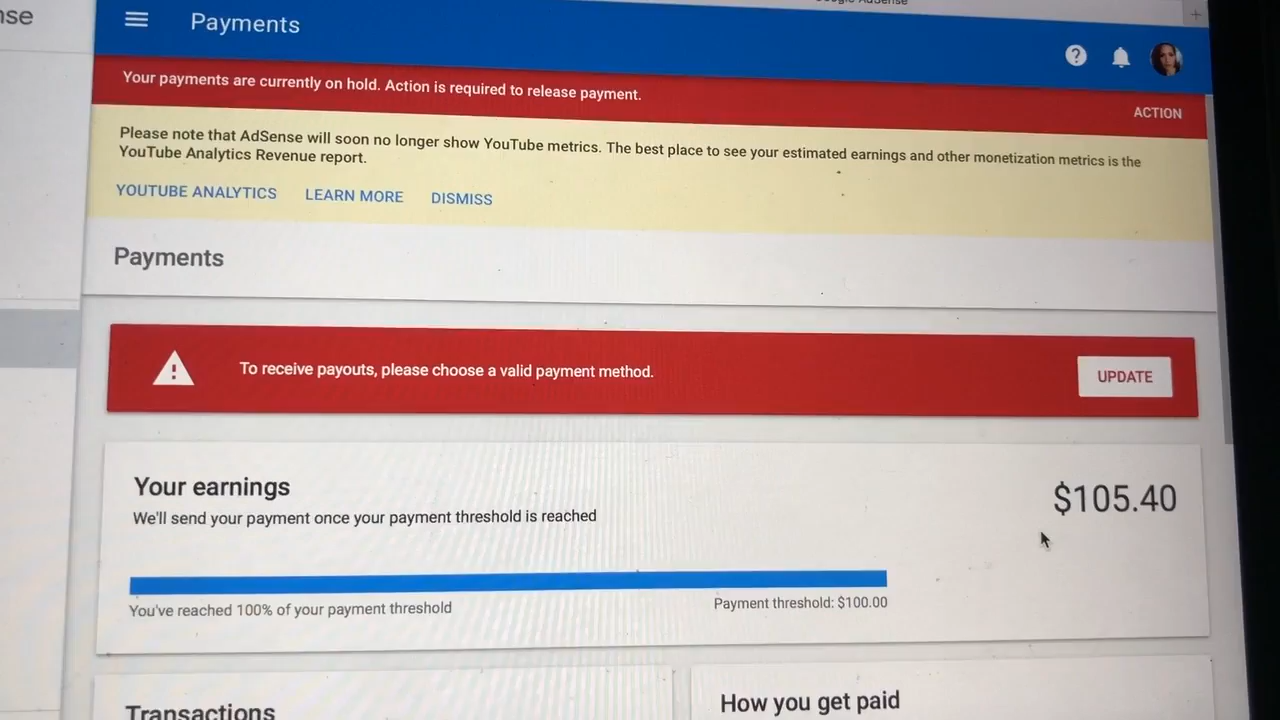 nse
AdSense
Payments
Your payments are currently on hold. Action is required to release payment.
ACTION
Please note that AdSense will soon no longer show YouTube metrics. The best place to see your estimated earnings and other monetization metrics is the
YouTube Analytics Revenue report.
YOUTUBE ANALYTICS LEARN MORE DISMISS
Payments
To receive payouts, please choose a valid payment method.
UPDATE
Your earnings
$105.40
We'll send your payment once your payment threshold is reached
You've reached 100% of your payment threshold
Payment threshold: $100.00
Transactions
How you get paid